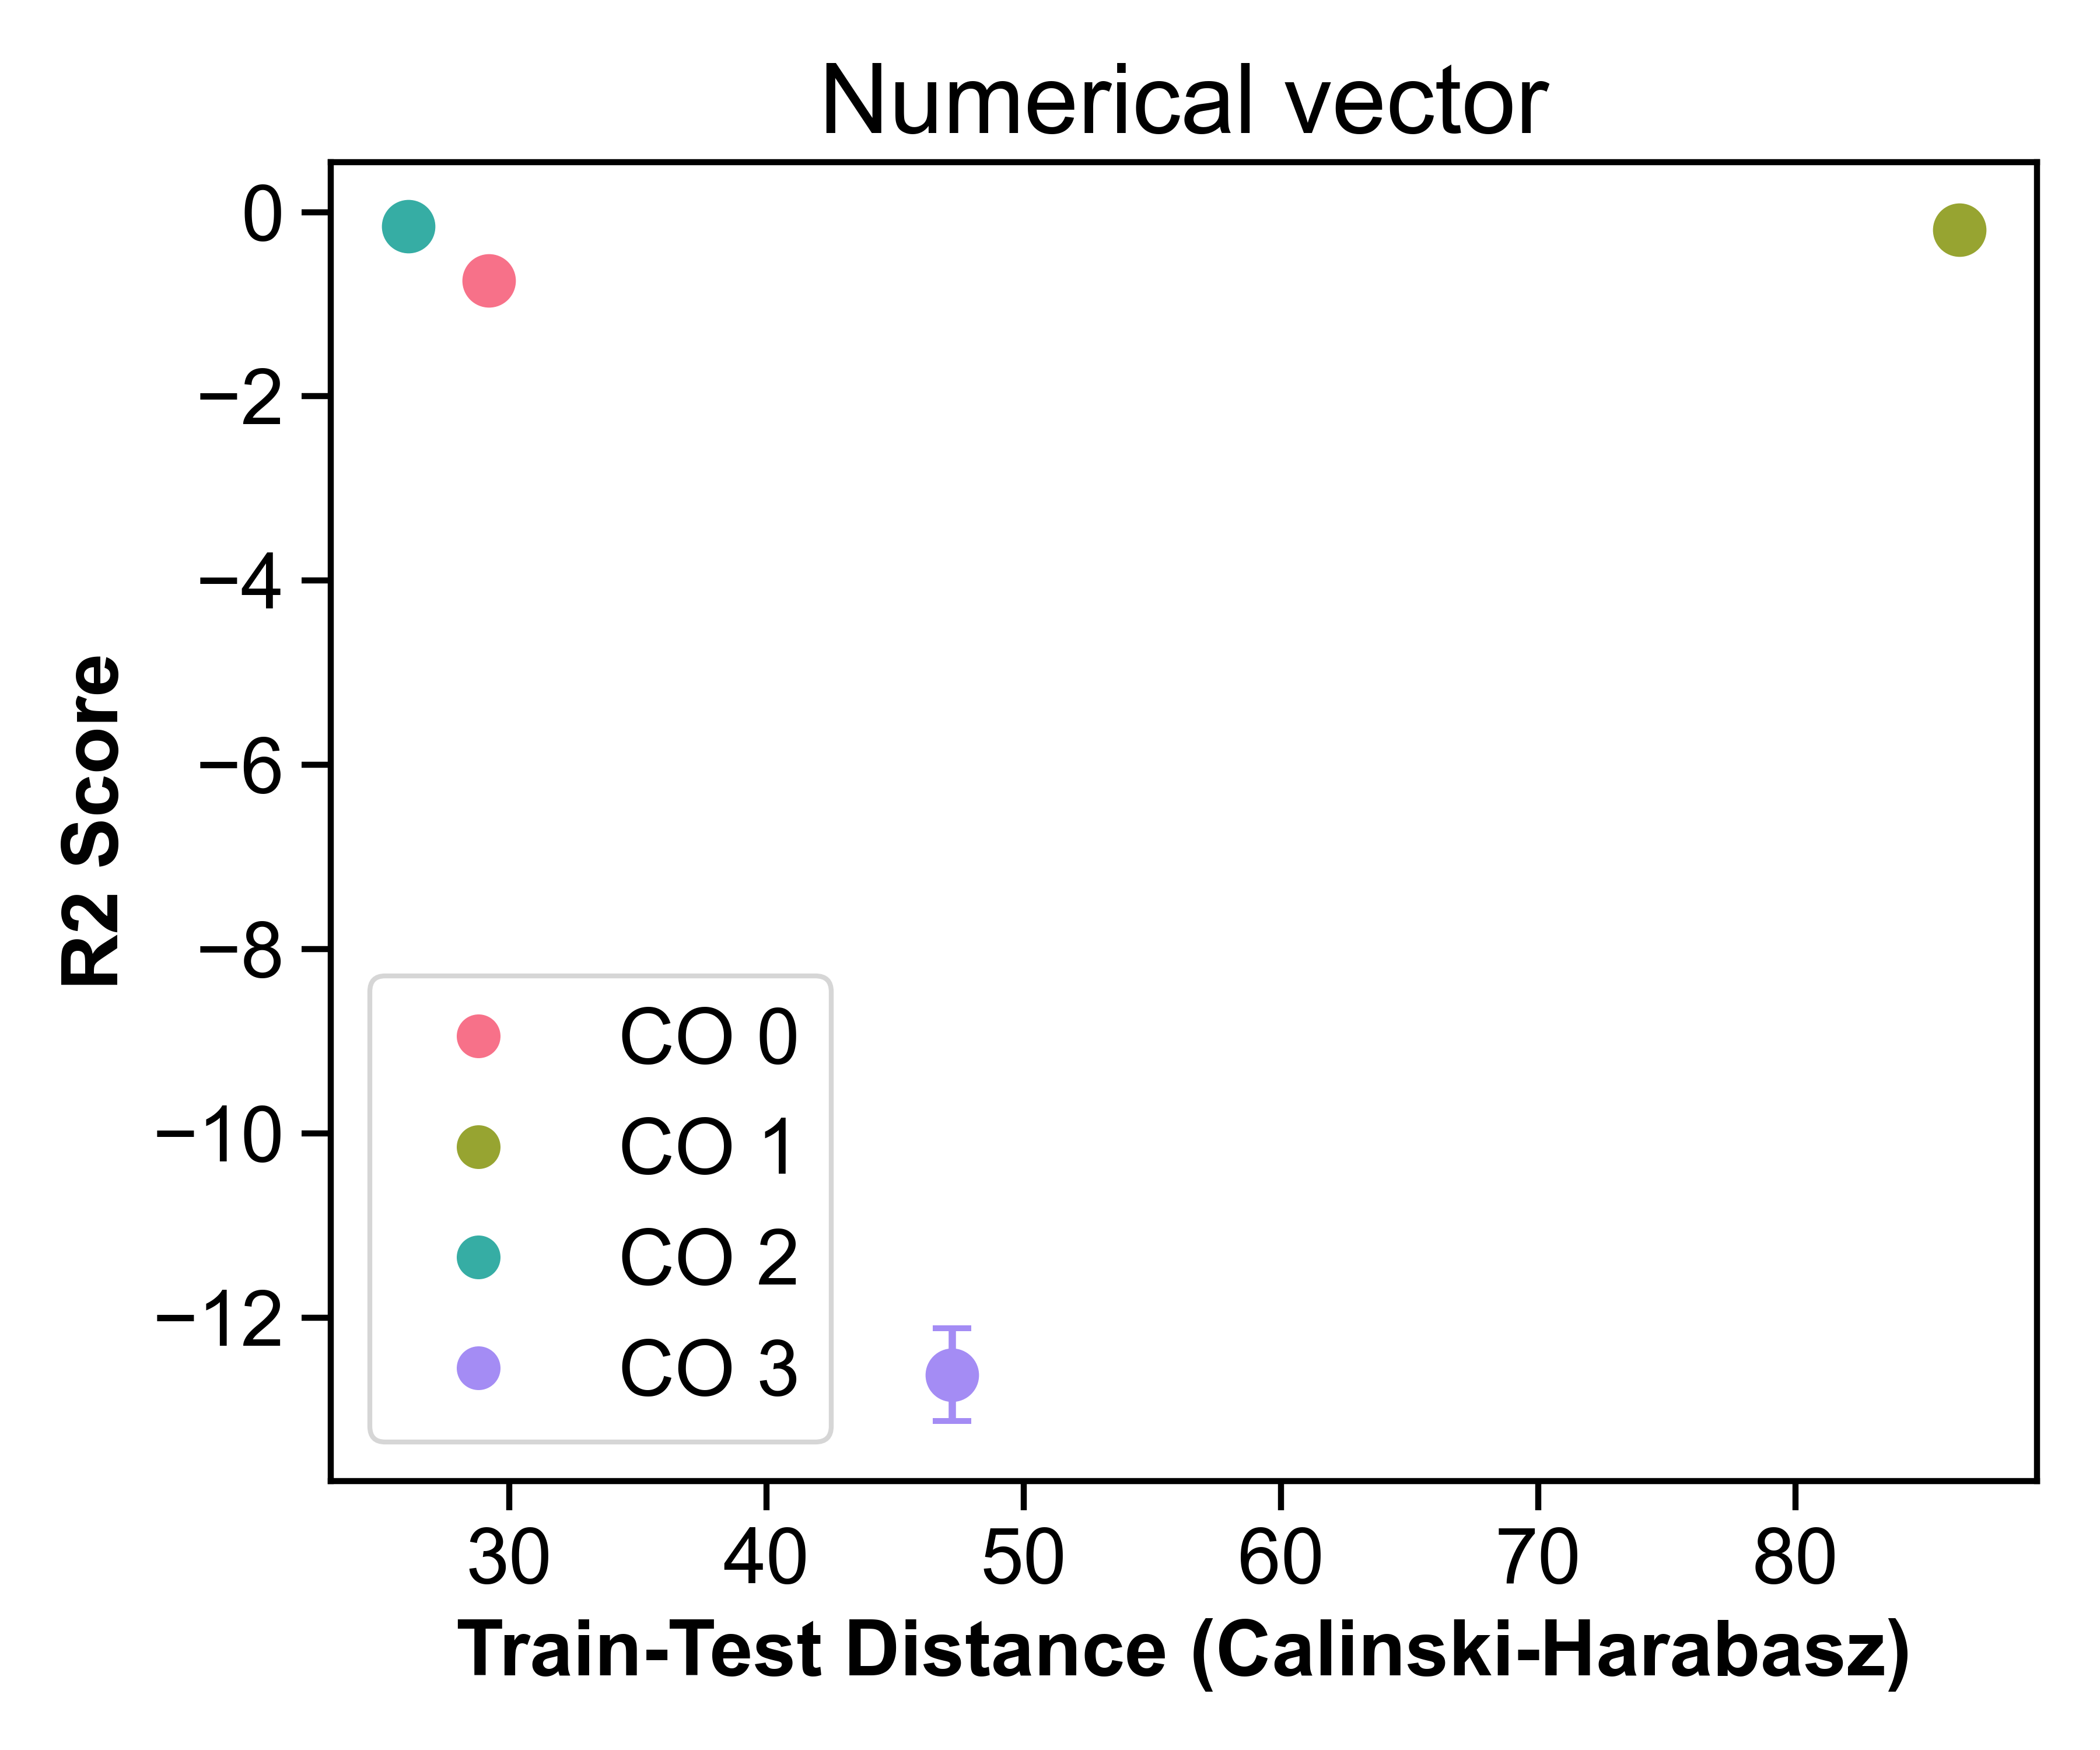 Numerical vector
R2 Score
0
−2
−4
−6
−8
−10
−12
CO 0
CO 1
CO 2
CO 3
30 40 50 60 70 80
Train-Test Distance (Calinski-Harabasz)